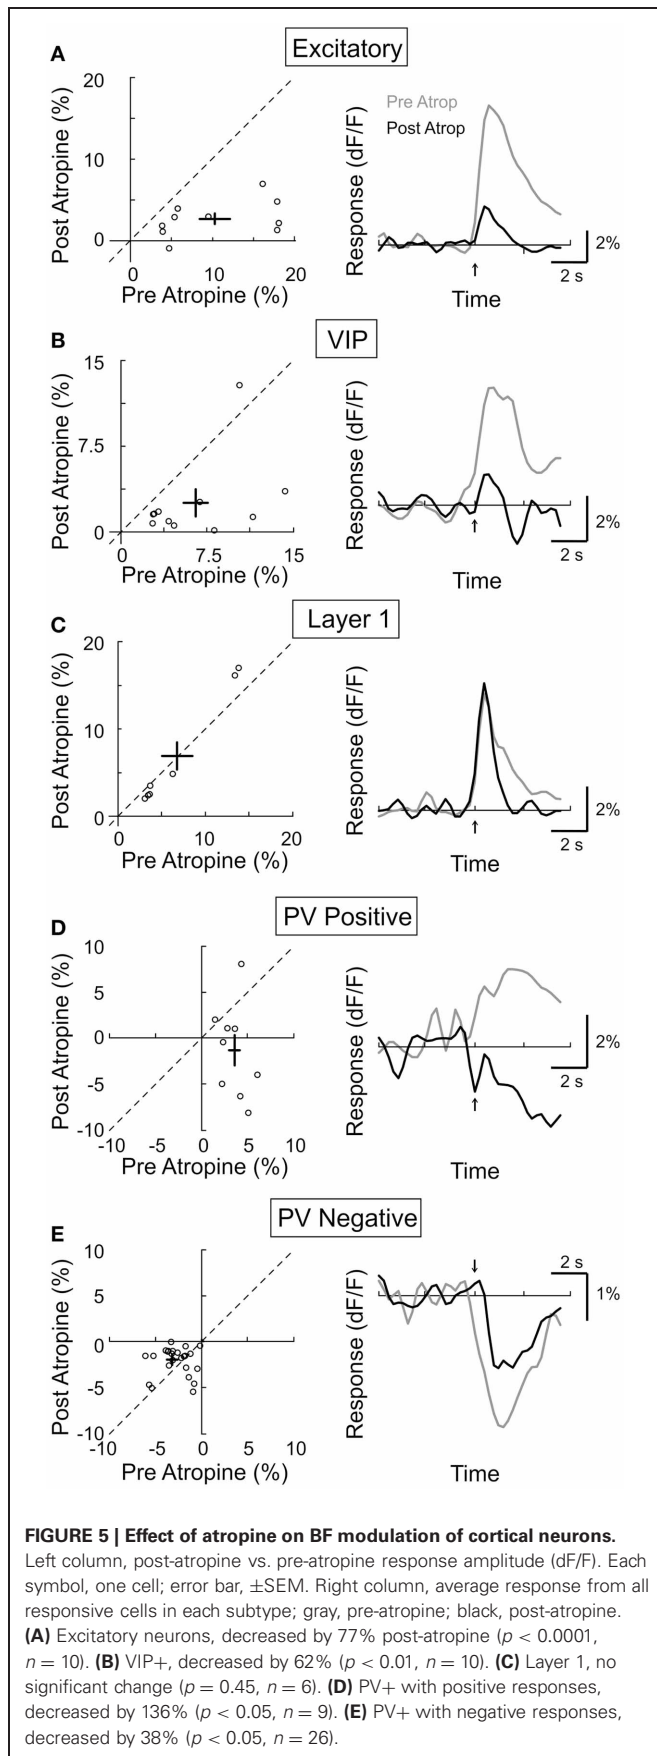 A
Excitatory
20
10
0
0
10
20
Post Atropine (%)
Pre Atropine (%)
Pre Atrop
Post Atrop
Response (dF/F)
2%
2 s
Time
B
VIP
15
7.5
0
0
7.5
15
Post Atropine (%)
Pre Atropine (%)
Response (dF/F)
2%
2 s
Time
C
Layer 1
20
10
0
0
10
20
Post Atropine (%)
Pre Atropine (%)
Response (dF/F)
2%
2 s
Time
D
PV Positive
10
5
0
-5
-10
-10
-5
0
5
10
Post Atropine (%)
Pre Atropine (%)
Response (dF/F)
2%
2 s
Time
E
PV Negative
10
5
0
-5
-10
-10
-5
0
5
10
Post Atropine (%)
Pre Atropine (%)
Response (dF/F)
2 s
1%
Time
FIGURE 5 | Effect of atropine on BF modulation of cortical neurons.
Left column, post-atropine vs. pre-atropine response amplitude (dF/F). Each
symbol, one cell; error bar, ±SEM. Right column, average response from all
responsive cells in each subtype; gray, pre-atropine; black, post-atropine.
(A) Excitatory neurons, decreased by 77% post-atropine (p < 0.0001,
n = 10). (B) VIP+, decreased by 62% (p < 0.01, n = 10). (C) Layer 1, no
significant change (p = 0.45, n = 6). (D) PV+ with positive responses,
decreased by 136% (p < 0.05, n = 9). (E) PV+ with negative responses,
decreased by 38% (p < 0.05, n = 26).